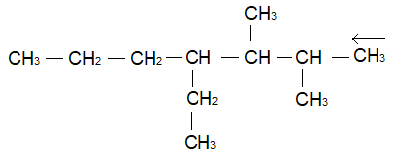 CH₃
CH₃ — CH₂ — CH₂ — CH — CH — CH — CH₃
CH₂ CH₃
CH₃